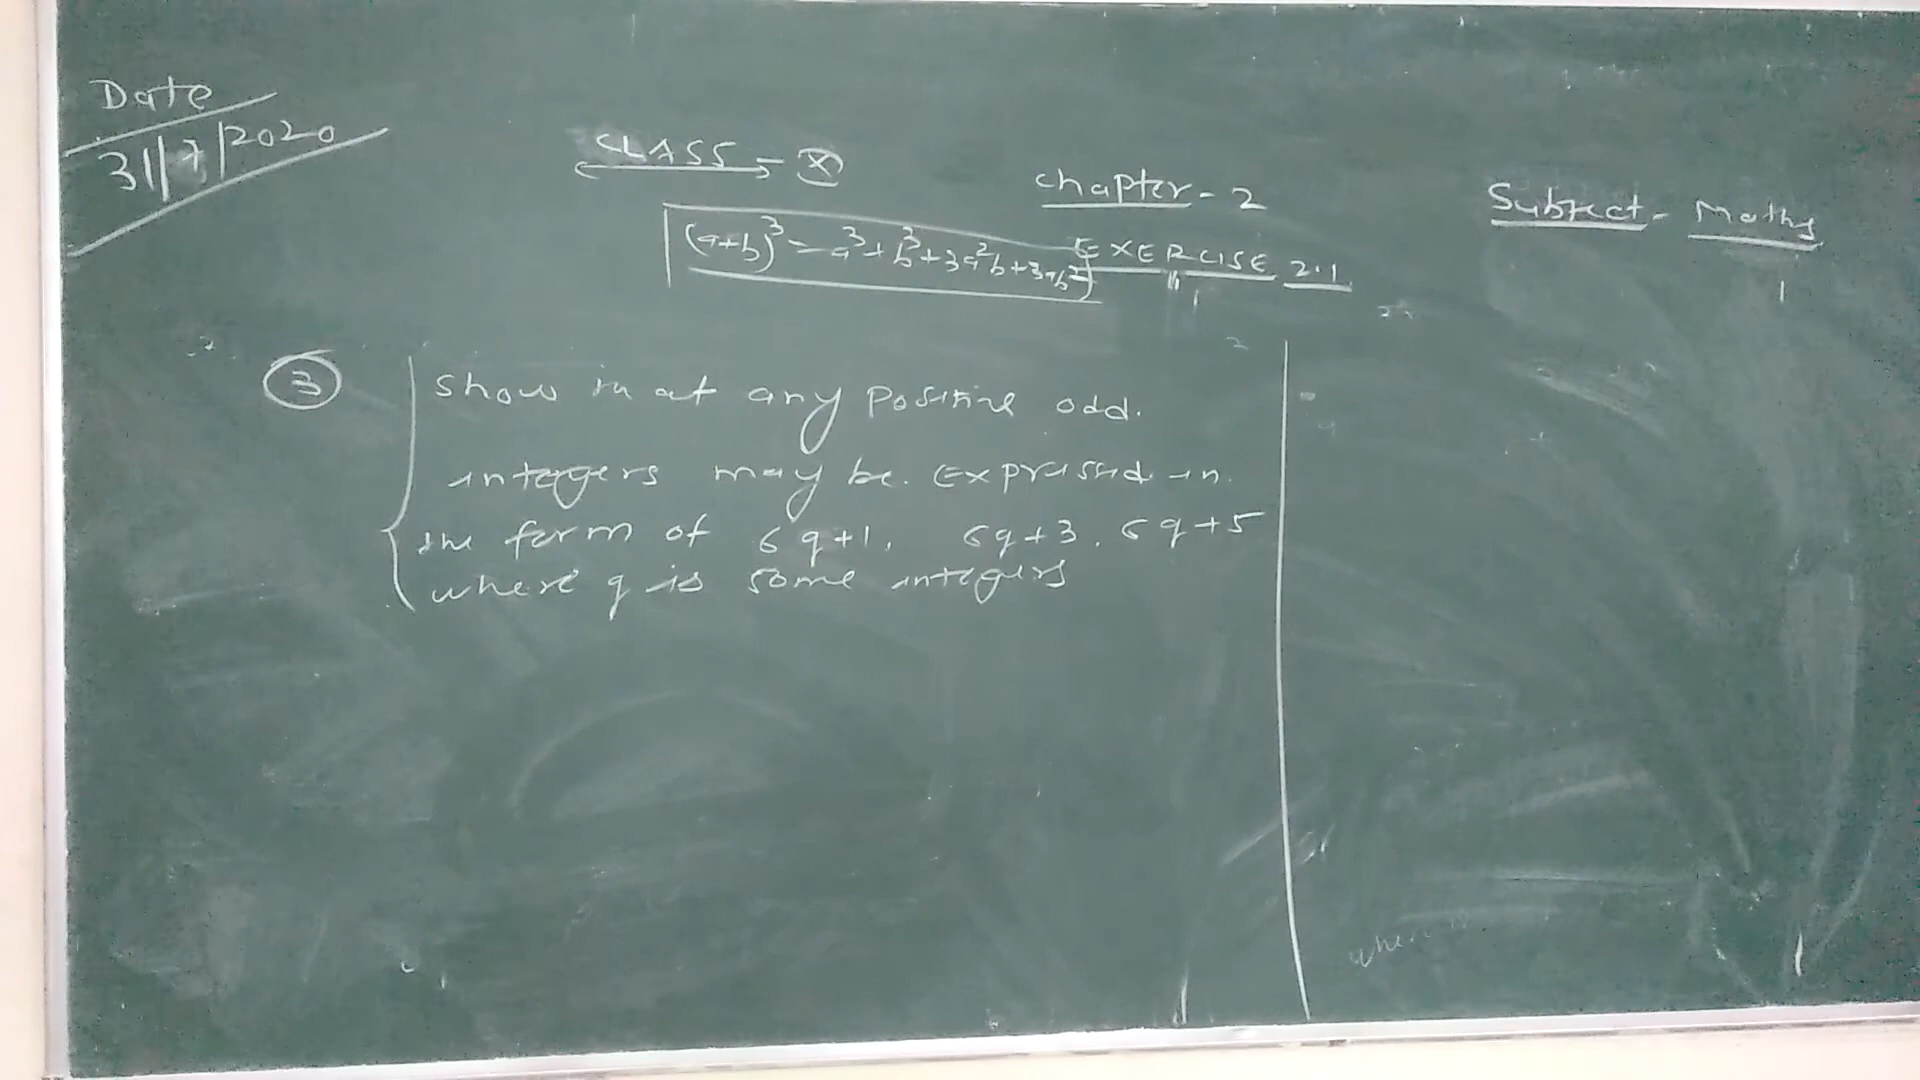 Date
31/7/2020
CLASS - X
Chapter - 2
Subject - Maths
(a+b)³ = a³+b³+3a²b+3ab²
EXERCISE 2.1
3
Show that any positive odd.
integers may be. Expressed in.
the form of 6q+1, 6q+3, 6q+5
where q is some integers